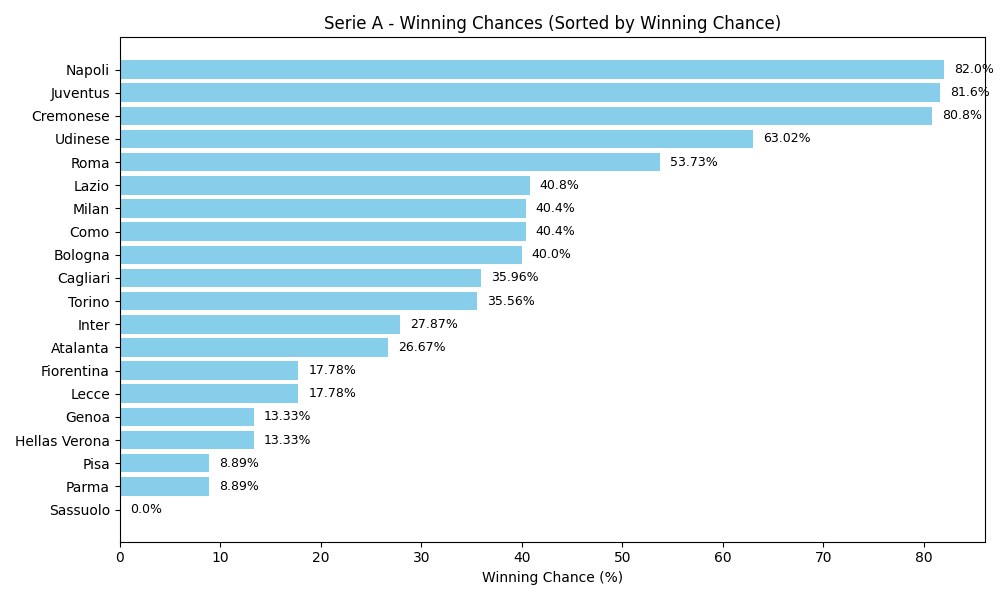 Serie A - Winning Chances (Sorted by Winning Chance)
Napoli 82.0%
Juventus 81.6%
Cremonese 80.8%
Udinese 63.02%
Roma 53.73%
Lazio 40.8%
Milan 40.4%
Como 40.4%
Bologna 40.0%
Cagliari 35.96%
Torino 35.56%
Inter 27.87%
Atalanta 26.67%
Fiorentina 17.78%
Lecce 17.78%
Genoa 13.33%
Hellas Verona 13.33%
Pisa 8.89%
Parma 8.89%
Sassuolo 0.0%
0 10 20 30 40 50 60 70 80
Winning Chance (%)